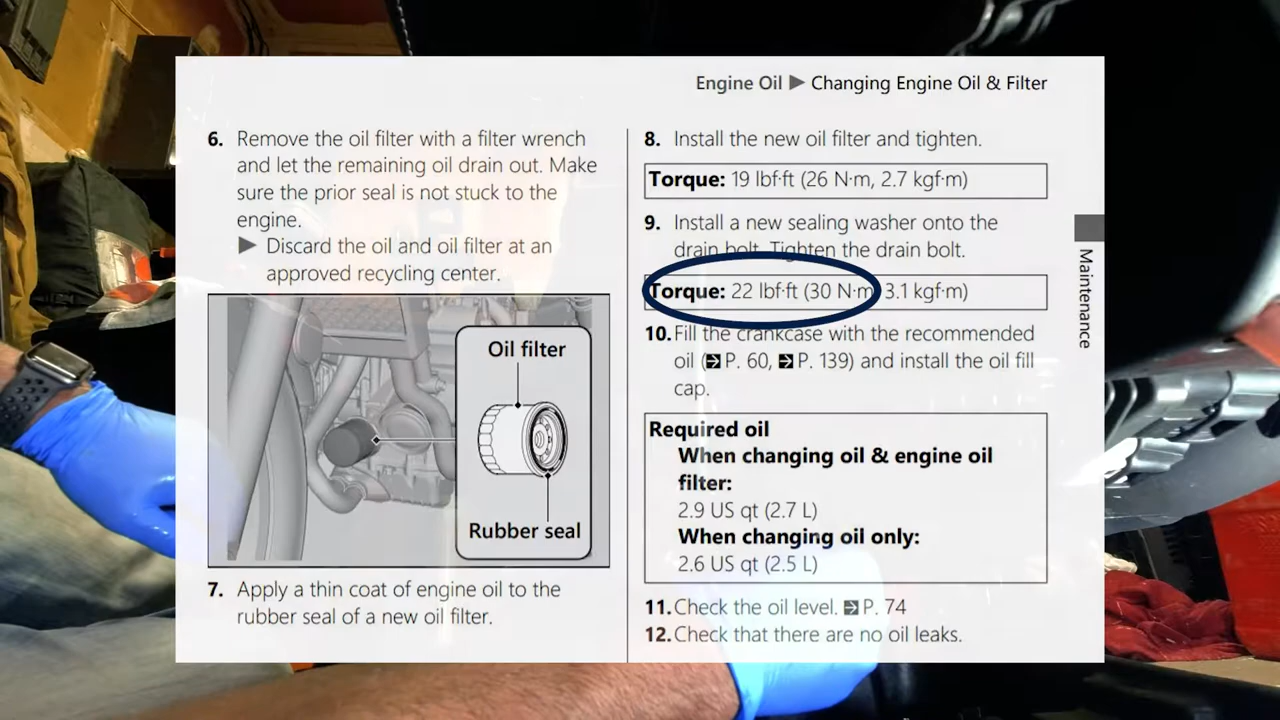 Engine Oil ▶ Changing Engine Oil & Filter
6. Remove the oil filter with a filter wrench
and let the remaining oil drain out. Make
sure the prior seal is not stuck to the
engine.
▶ Discard the oil and oil filter at an
approved recycling center.
Oil filter
Rubber seal
7. Apply a thin coat of engine oil to the
rubber seal of a new oil filter.
8. Install the new oil filter and tighten.
Torque: 19 lbf·ft (26 N·m, 2.7 kgf·m)
9. Install a new sealing washer onto the
drain bolt. Tighten the drain bolt.
Torque: 22 lbf·ft (30 N·m, 3.1 kgf·m)
10. Fill the crankcase with the recommended
oil (➲ P. 60, ➲ P. 139) and install the oil fill
cap.
Required oil
When changing oil & engine oil
filter:
2.9 US qt (2.7 L)
When changing oil only:
2.6 US qt (2.5 L)
11. Check the oil level. ➲ P. 74
12. Check that there are no oil leaks.
Maintenance